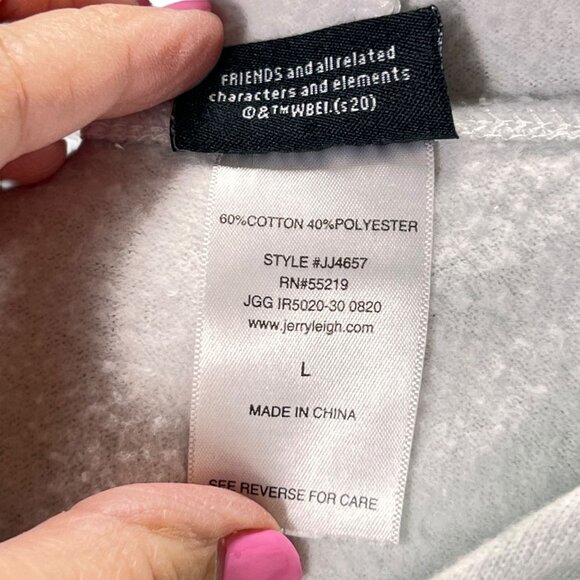 FRIENDS and all related
characters and elements
©&™WBEI.(s20)
60%COTTON 40%POLYESTER
STYLE #JJ4657
RN#55219
JGG IR5020-30 0820
www.jerryleigh.com
L
MADE IN CHINA
SEE REVERSE FOR CARE